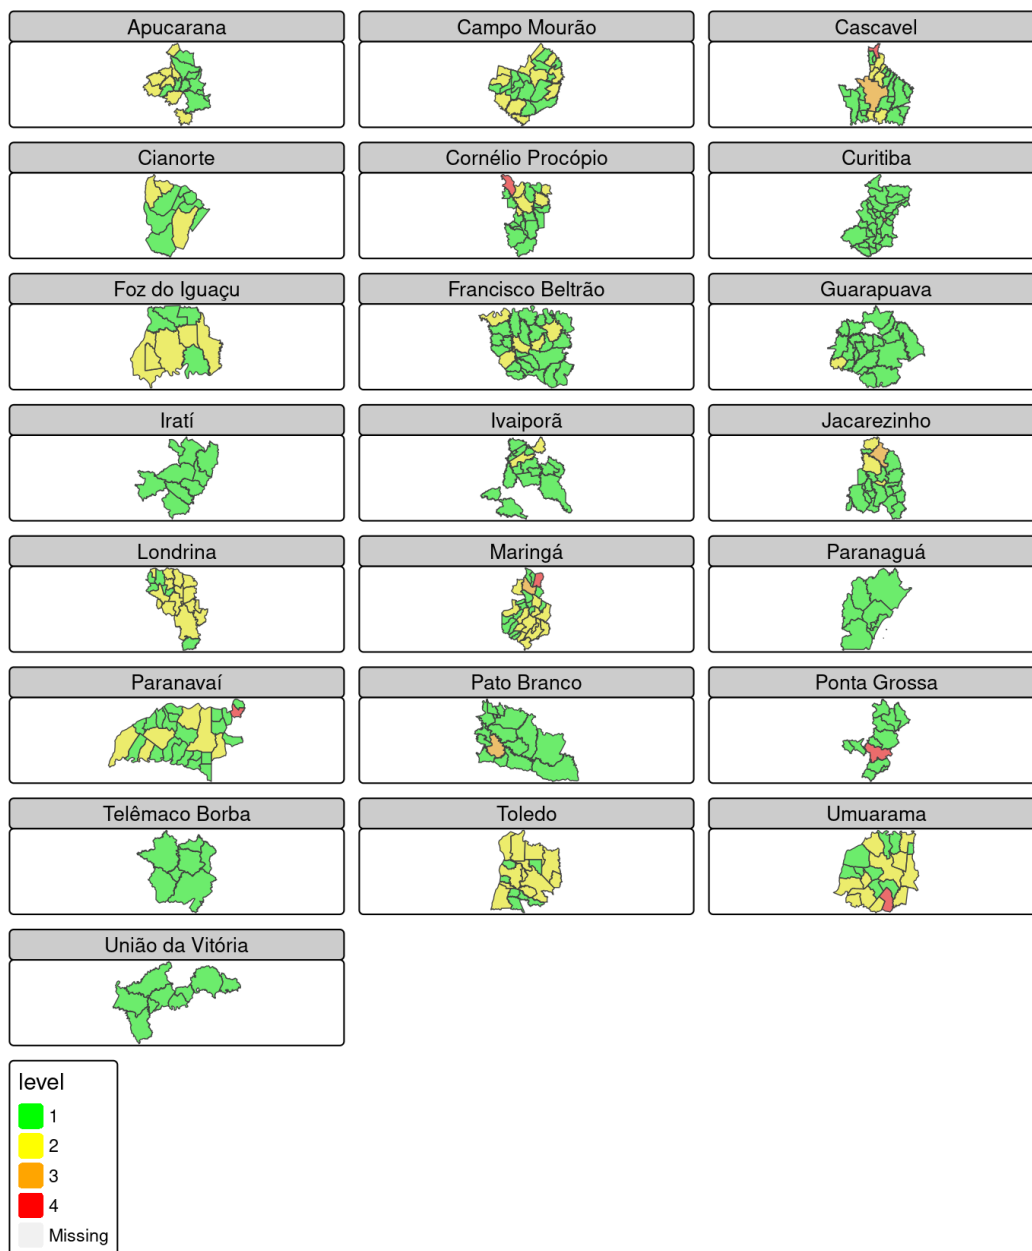 Apucarana
Campo Mourão
Cascavel
Cianorte
Cornélio Procópio
Curitiba
Foz do Iguaçu
Francisco Beltrão
Guarapuava
Iratí
Ivaiporã
Jacarezinho
Londrina
Maringá
Paranaguá
Paranavaí
Pato Branco
Ponta Grossa
Telêmaco Borba
Toledo
Umuarama
União da Vitória
level
1
2
3
4
Missing